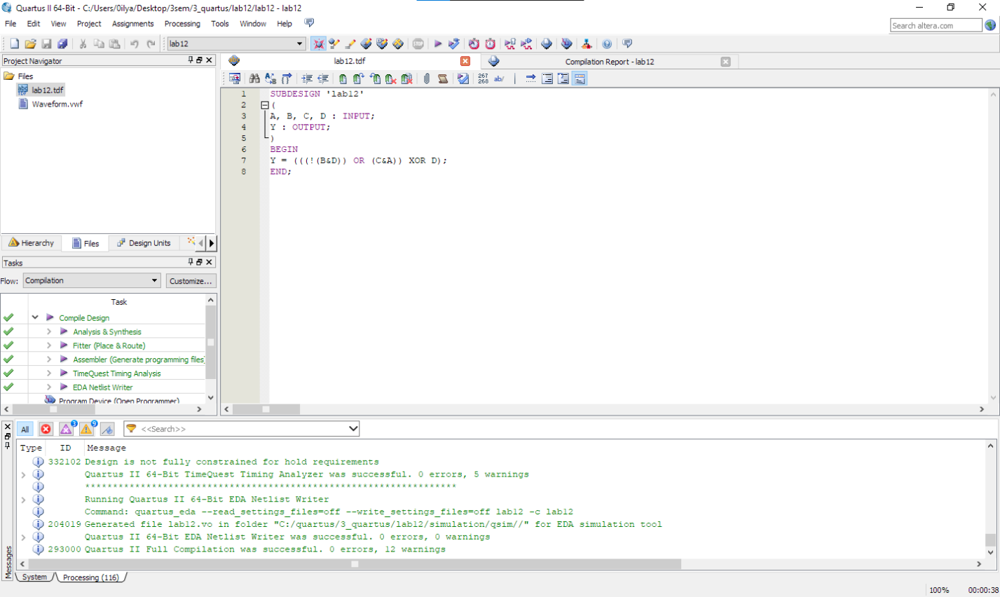 Quartus II 64-Bit - C:/Users/0ilya/Desktop/3sem/3_quartus/lab12/lab12 - lab12
File Edit View Project Assignments Processing Tools Window Help
Search altera.com
lab12
Project Navigator
Files
lab12.tdf
Waveform.vwf
Hierarchy Files Design Units
Tasks
Flow: Compilation Customize...
Task
Compile Design
Analysis & Synthesis
Fitter (Place & Route)
Assembler (Generate programming files)
TimeQuest Timing Analysis
EDA Netlist Writer
Program Device (Open Programmer)
lab12.tdf Compilation Report - lab12
267 268 ab/
1 SUBDESIGN 'lab12'
2 (
3 A, B, C, D : INPUT;
4 Y : OUTPUT;
5 )
6 BEGIN
7 Y = (((!(B&D)) OR (C&A)) XOR D);
8 END;
All 3 9 <<Search>>
Type ID Message
332102 Design is not fully constrained for hold requirements
Quartus II 64-Bit TimeQuest Timing Analyzer was successful. 0 errors, 5 warnings
*******************************************************************
Running Quartus II 64-Bit EDA Netlist Writer
Command: quartus_eda --read_settings_files=off --write_settings_files=off lab12 -c lab12
204019 Generated file lab12.vo in folder "C:/quartus/3_quartus/lab12/simulation/qsim//" for EDA simulation tool
Quartus II 64-Bit EDA Netlist Writer was successful. 0 errors, 0 warnings
293000 Quartus II Full Compilation was successful. 0 errors, 12 warnings
Messages
System Processing (116)
100% 00:00:38